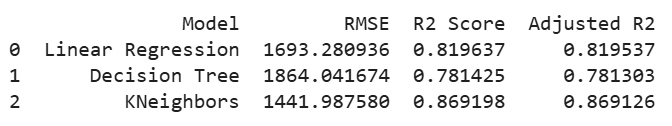 Model RMSE R2 Score Adjusted R2
0 Linear Regression 1693.280936 0.819637 0.819537
1 Decision Tree 1864.041674 0.781425 0.781303
2 KNeighbors 1441.987580 0.869198 0.869126